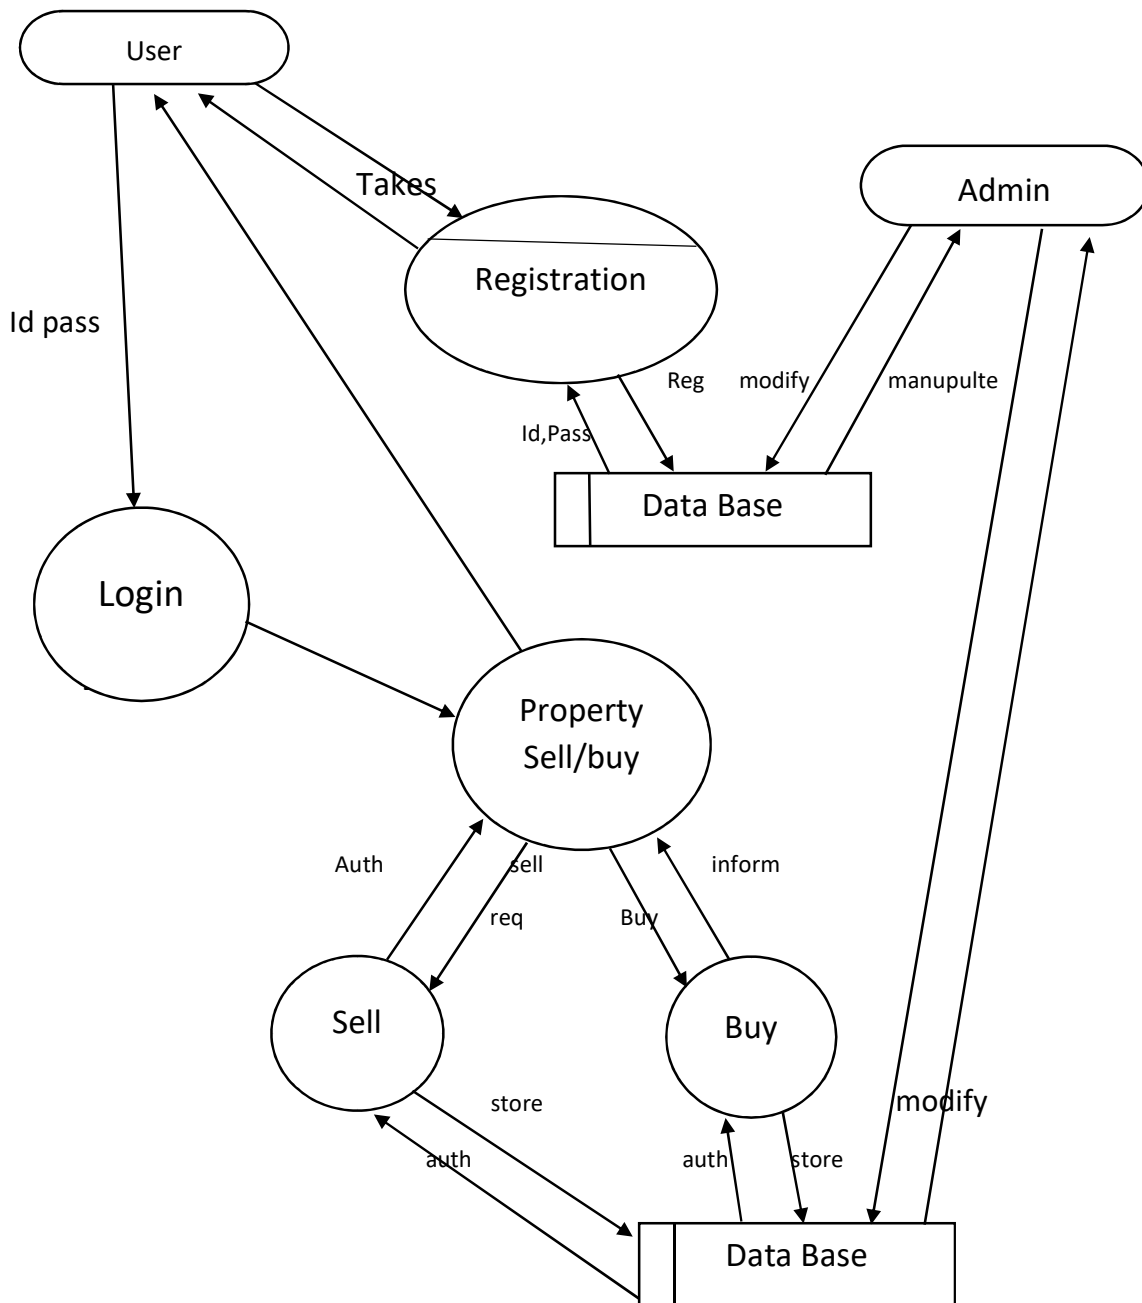 User
Takes
Admin
Registration
Id pass
Reg
modify
manupulte
Id,Pass
Data Base
Login
Property
Sell/buy
Auth
sell
inform
req
Buy
Sell
Buy
store
modify
auth
auth
store
Data Base